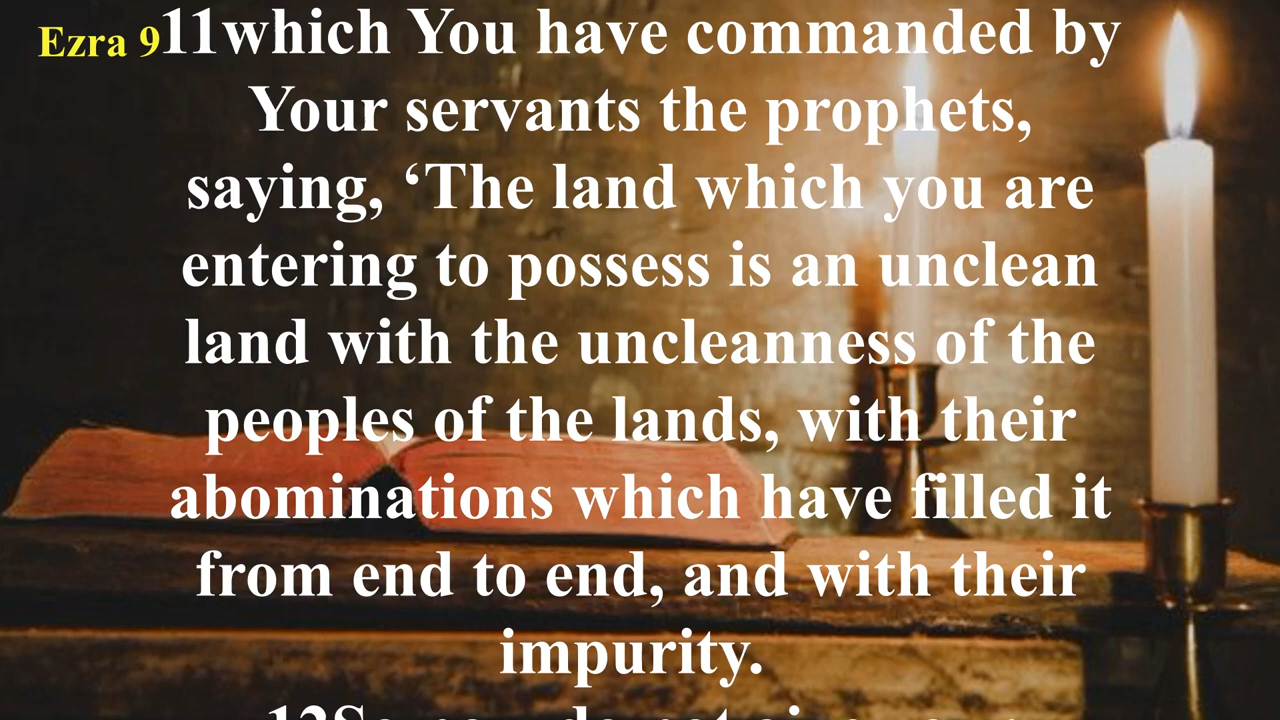 Ezra 9
11which You have commanded by
Your servants the prophets,
saying, ‘The land which you are
entering to possess is an unclean
land with the uncleanness of the
peoples of the lands, with their
abominations which have filled it
from end to end, and with their
impurity.